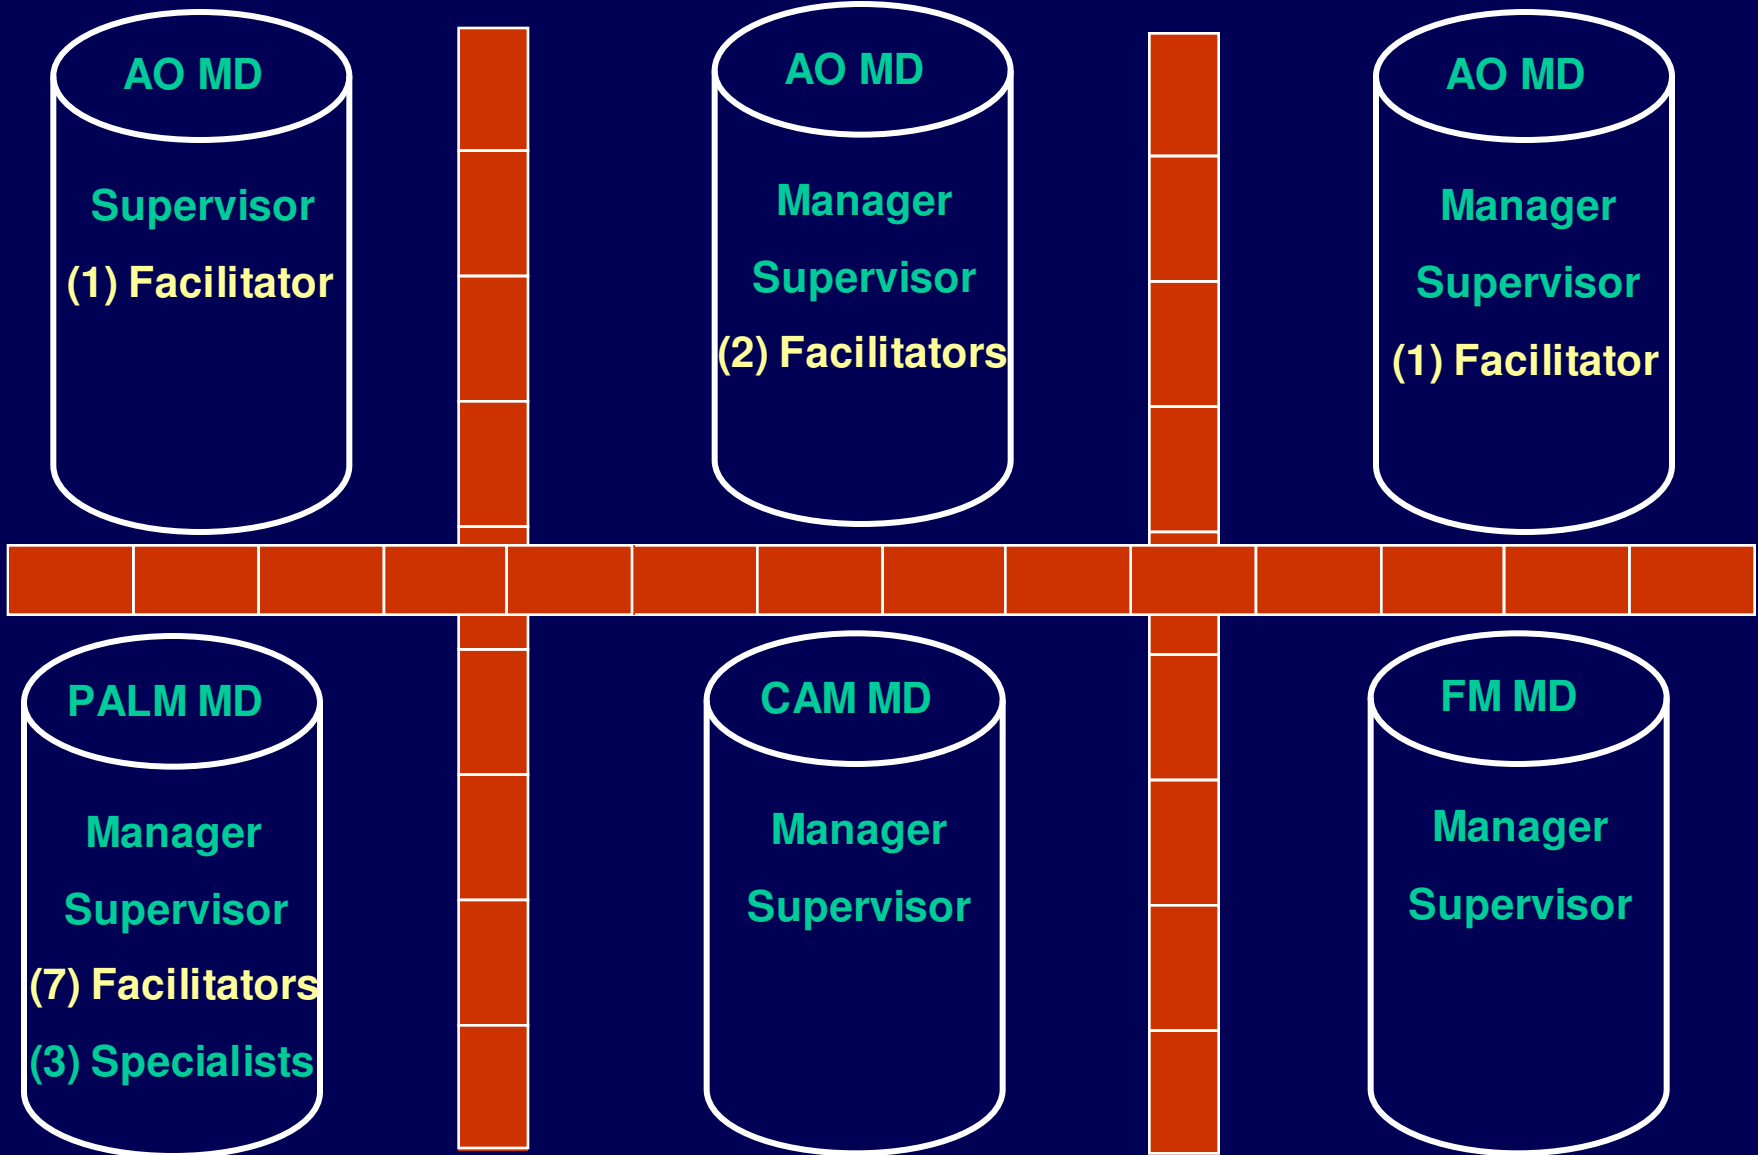 AO MD
Supervisor
(1) Facilitator
AO MD
Manager
Supervisor
(2) Facilitators
AO MD
Manager
Supervisor
(1) Facilitator
PALM MD
Manager
Supervisor
(7) Facilitators
(3) Specialists
CAM MD
Manager
Supervisor
FM MD
Manager
Supervisor